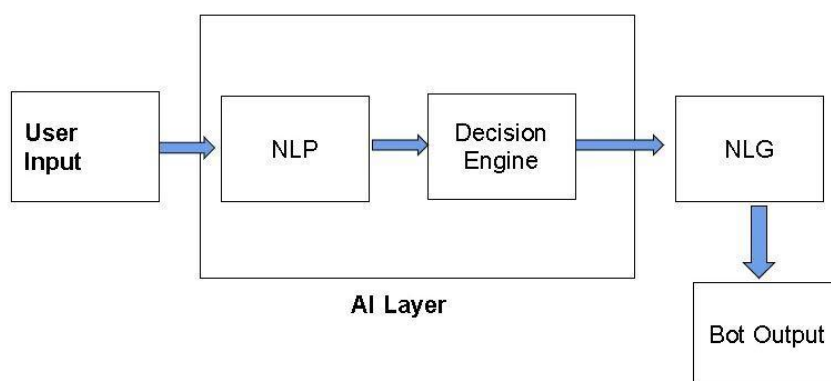 User
Input
NLP
Decision
Engine
NLG
AI Layer
Bot Output